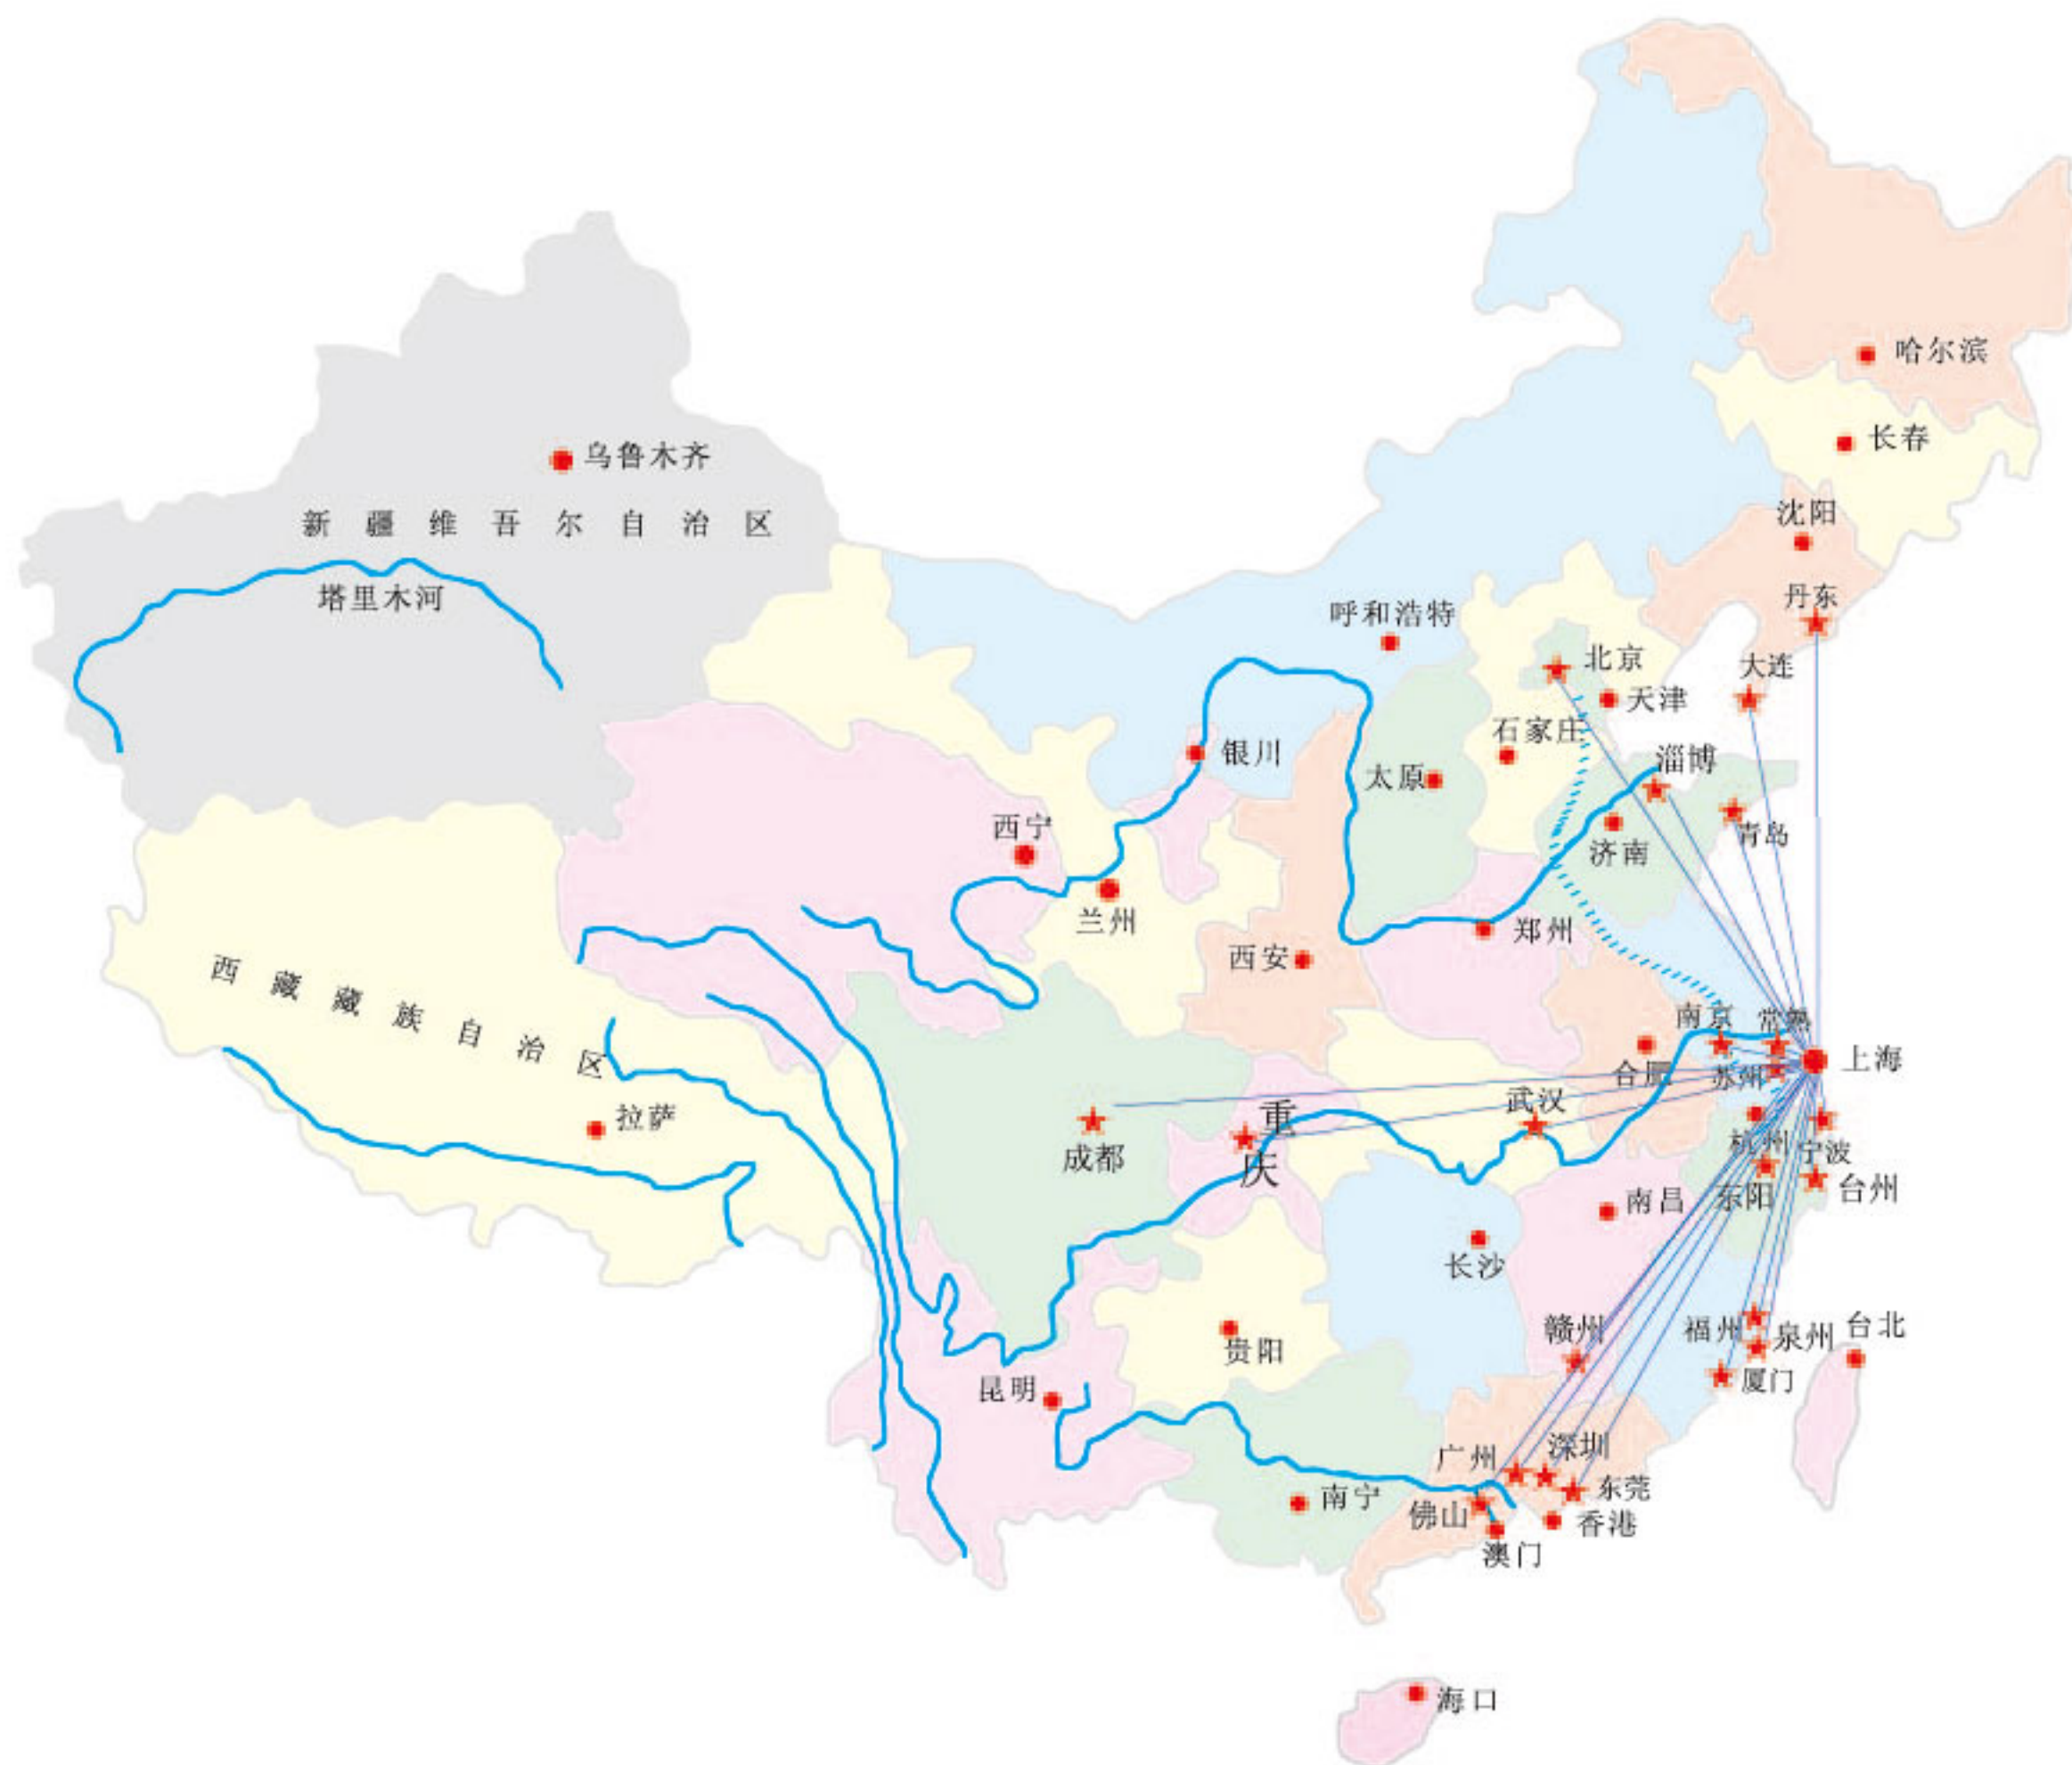 哈尔滨
长春
乌鲁木齐
沈阳
新疆维吾尔自治区
丹东
塔里木河
呼和浩特
北京
大连
天津
石家庄
银川
淄博
太原
西宁
青岛
济南
兰州
郑州
西安
西藏藏族自治区
南京
常熟
上海
合肥
苏州
武汉
重庆
拉萨
成都
杭州
宁波
台州
东阳
南昌
长沙
赣州
福州
泉州
台北
贵阳
厦门
昆明
广州
深圳
东莞
南宁
佛山
香港
澳门
海口